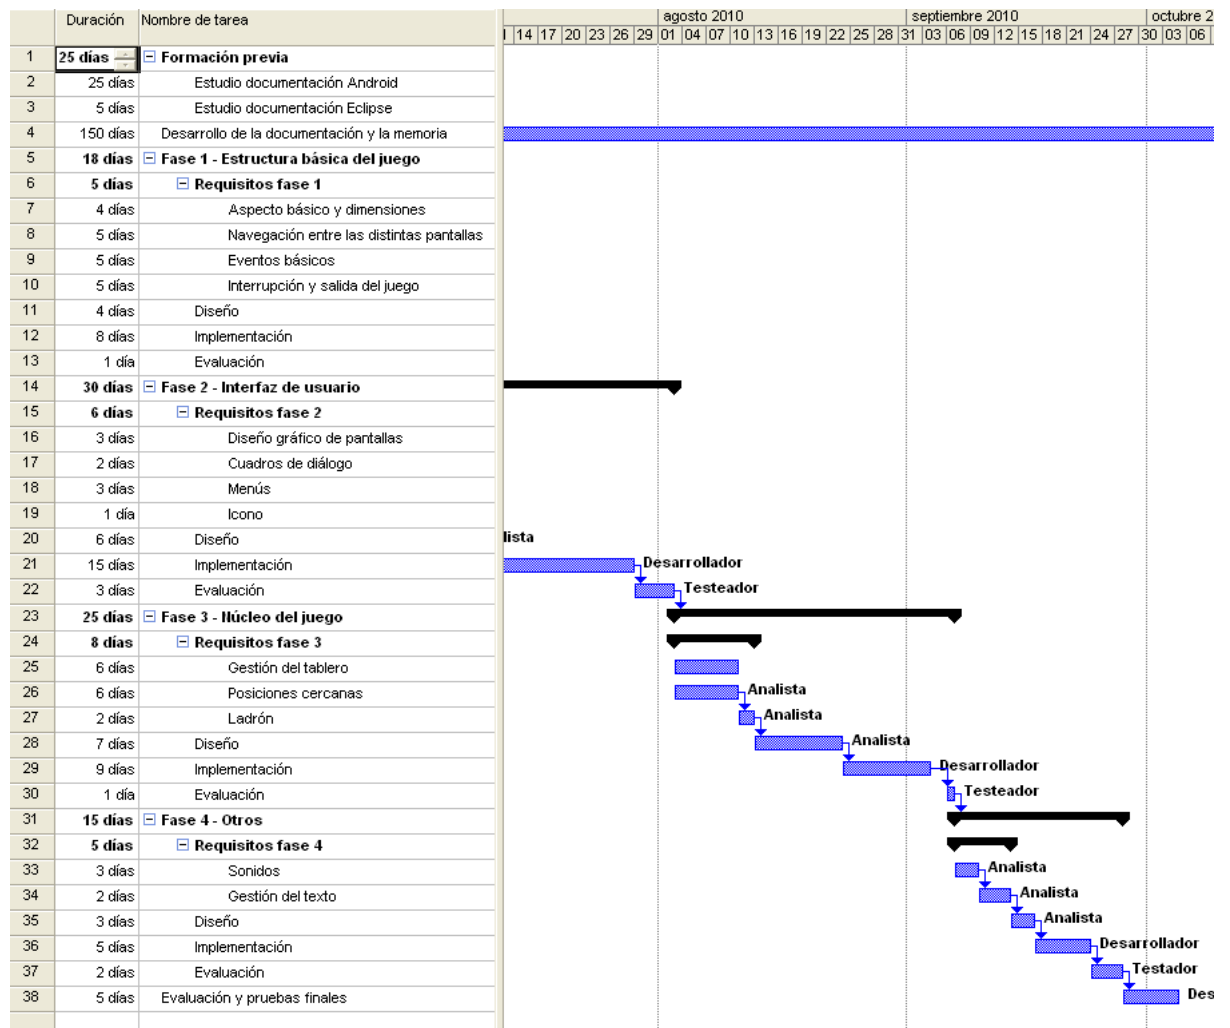 Duración Nombre de tarea agosto 2010 septiembre 2010 octubre 2
14 17 20 23 26 29 01 04 07 10 13 16 19 22 25 28 31 03 06 09 12 15 18 21 24 27 30 03 06
1 25 días Formación previa
2 25 días Estudio documentación Android
3 5 días Estudio documentación Eclipse
4 150 días Desarrollo de la documentación y la memoria
5 18 días Fase 1 - Estructura básica del juego
6 5 días Requisitos fase 1
7 4 días Aspecto básico y dimensiones
8 5 días Navegación entre las distintas pantallas
9 5 días Eventos básicos
10 5 días Interrupción y salida del juego
11 4 días Diseño
12 8 días Implementación
13 1 día Evaluación
14 30 días Fase 2 - Interfaz de usuario
15 6 días Requisitos fase 2
16 3 días Diseño gráfico de pantallas
17 2 días Cuadros de diálogo
18 3 días Menús
19 1 día Icono
20 6 días Diseño lista
21 15 días Implementación Desarrollador
22 3 días Evaluación Testeador
23 25 días Fase 3 - Núcleo del juego
24 8 días Requisitos fase 3
25 6 días Gestión del tablero
26 6 días Posiciones cercanas Analista
27 2 días Ladrón Analista
28 7 días Diseño Analista
29 9 días Implementación Desarrollador
30 1 día Evaluación Testeador
31 15 días Fase 4 - Otros
32 5 días Requisitos fase 4
33 3 días Sonidos Analista
34 2 días Gestión del texto Analista
35 3 días Diseño Analista
36 5 días Implementación Desarrollador
37 2 días Evaluación Testador
38 5 días Evaluación y pruebas finales Des